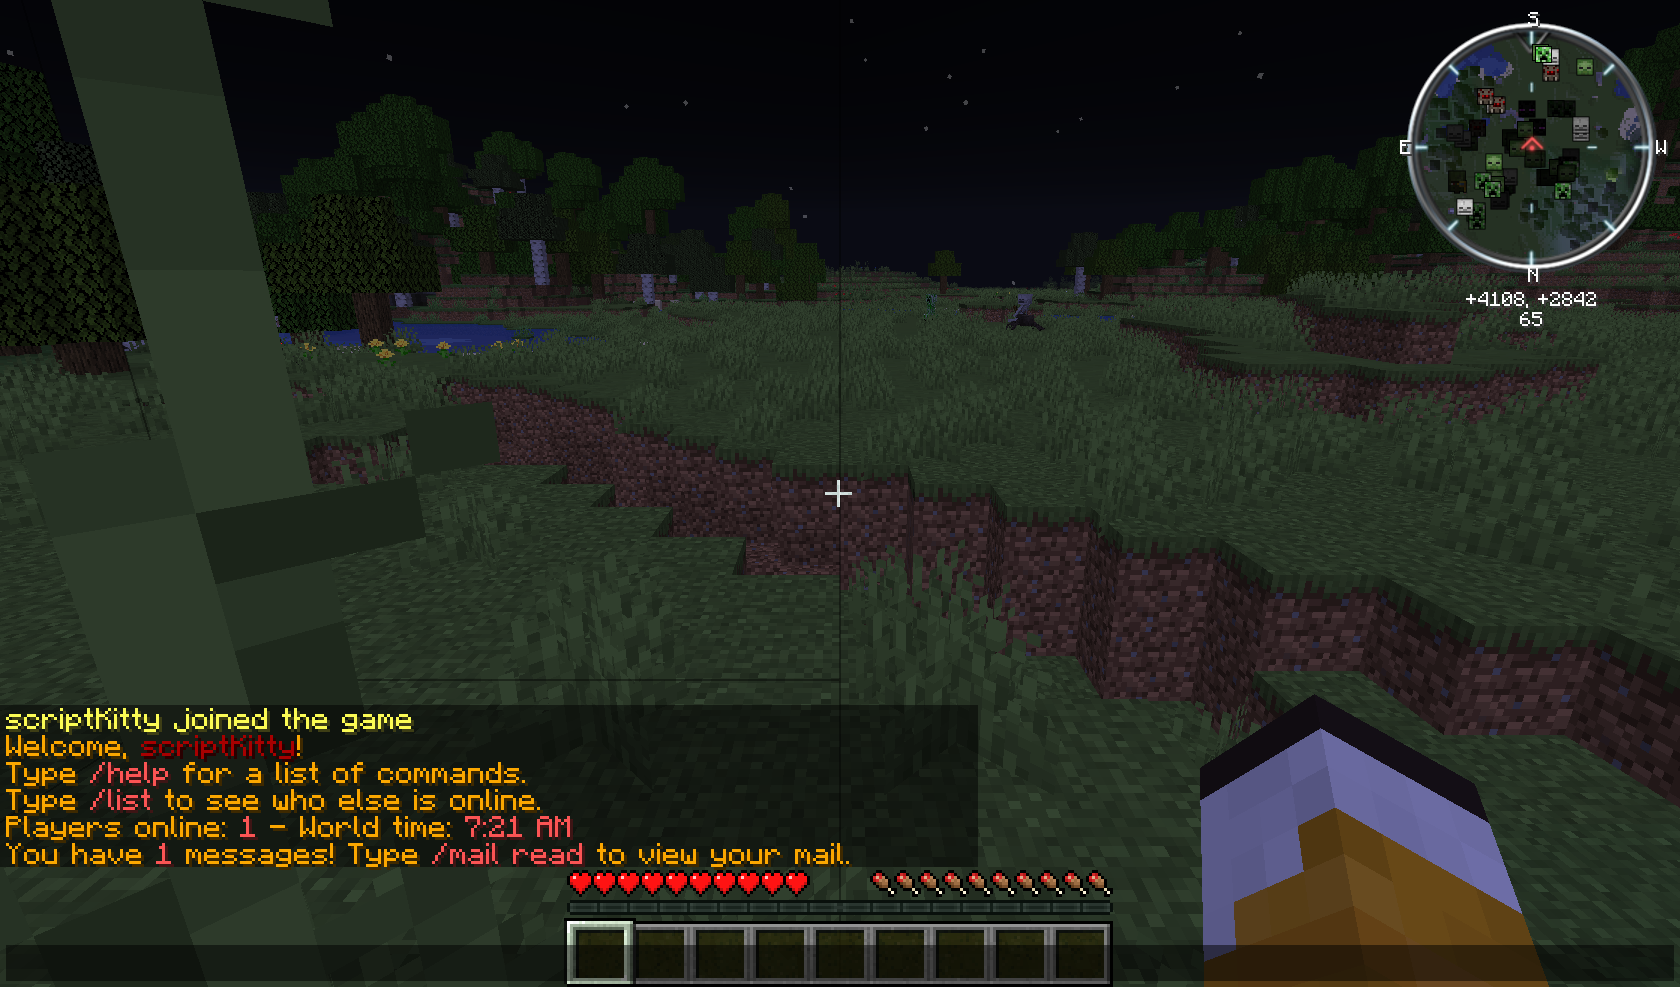 S
E
W
N
+4108, +2842
65
scriptKitty joined the game
Welcome, scriptKitty!
Type /help for a list of commands.
Type /list to see who else is online.
Players online: 1 - World time: 7:21 AM
You have 1 messages! Type /mail read to view your mail.